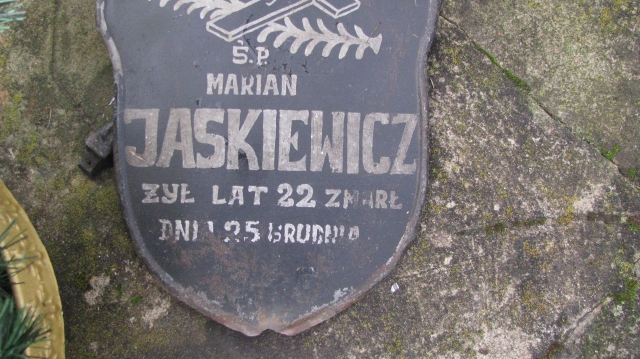 Ś.P.
MARIAN
JASKIEWICZ
ŻYŁ LAT 22 ZMARŁ
DNIA 25 GRUDNIA